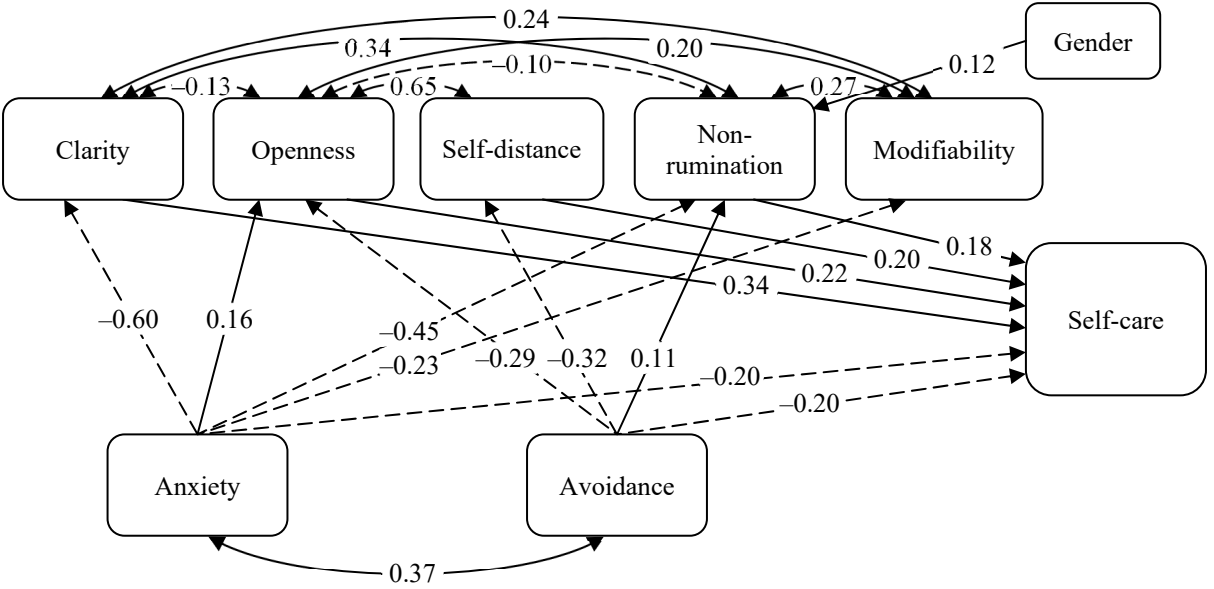 0.24
Gender
0.34
0.20
–0.10
0.12
–0.13
0.65
0.27
Clarity
Openness
Self-distance
Non-
rumination
Modifiability
0.18
0.20
0.22
0.34
Self-care
–0.60
0.16
–0.45
–0.23
–0.29
–0.32
0.11
–0.20
–0.20
Anxiety
Avoidance
0.37